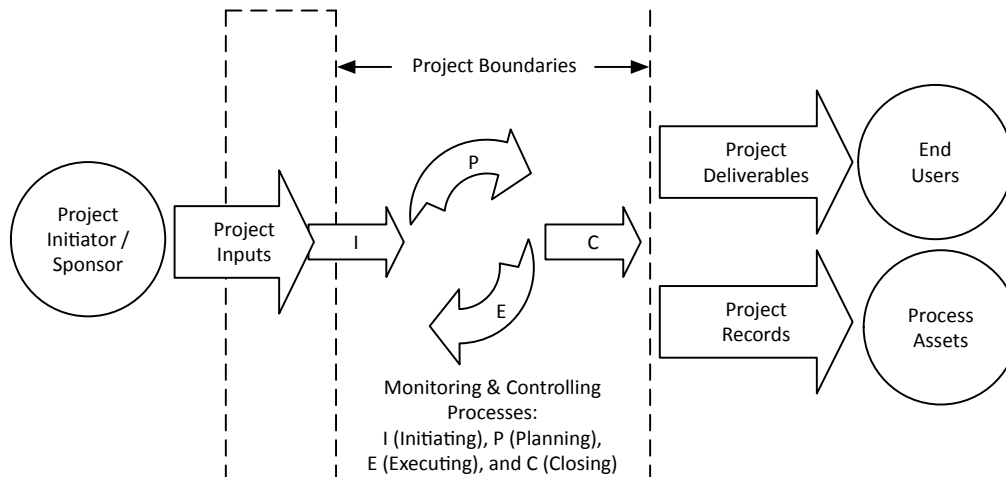 Project Boundaries
Project
Initiator /
Sponsor
Project
Inputs
I
P
E
C
Project
Deliverables
End
Users
Project
Records
Process
Assets
Monitoring & Controlling
Processes:
I (Initiating), P (Planning),
E (Executing), and C (Closing)